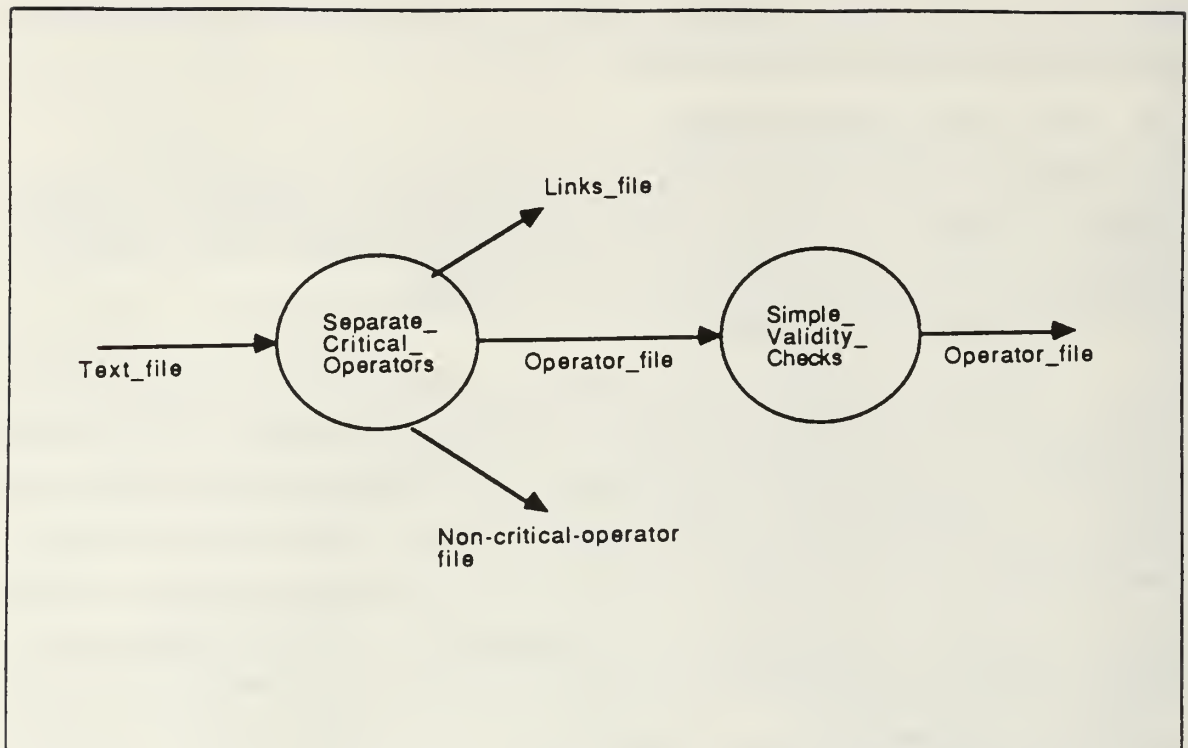 Links_file
Text_file
Separate_
Critical_
Operators
Operator_file
Simple_
Validity_
Checks
Operator_file
Non-critical-operator
file